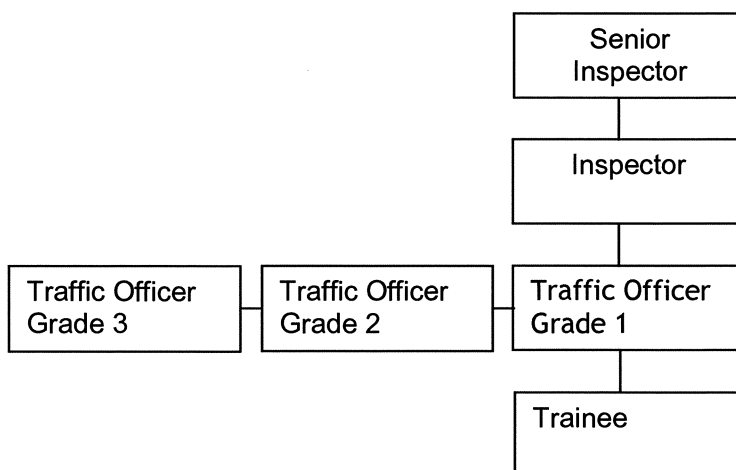 Senior
Inspector
Inspector
Traffic Officer
Grade 3
Traffic Officer
Grade 2
Traffic Officer
Grade 1
Trainee